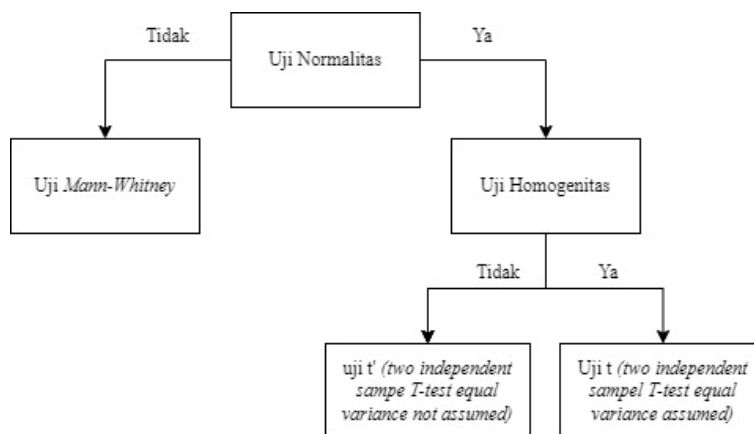 Tidak
Ya
Uji Normalitas
Uji Mann-Whitney
Uji Homogenitas
Tidak
Ya
uji t' (two independent
sampe T-test equal
variance not assumed)
Uji t (two independent
sampel T-test equal
variance assumed)